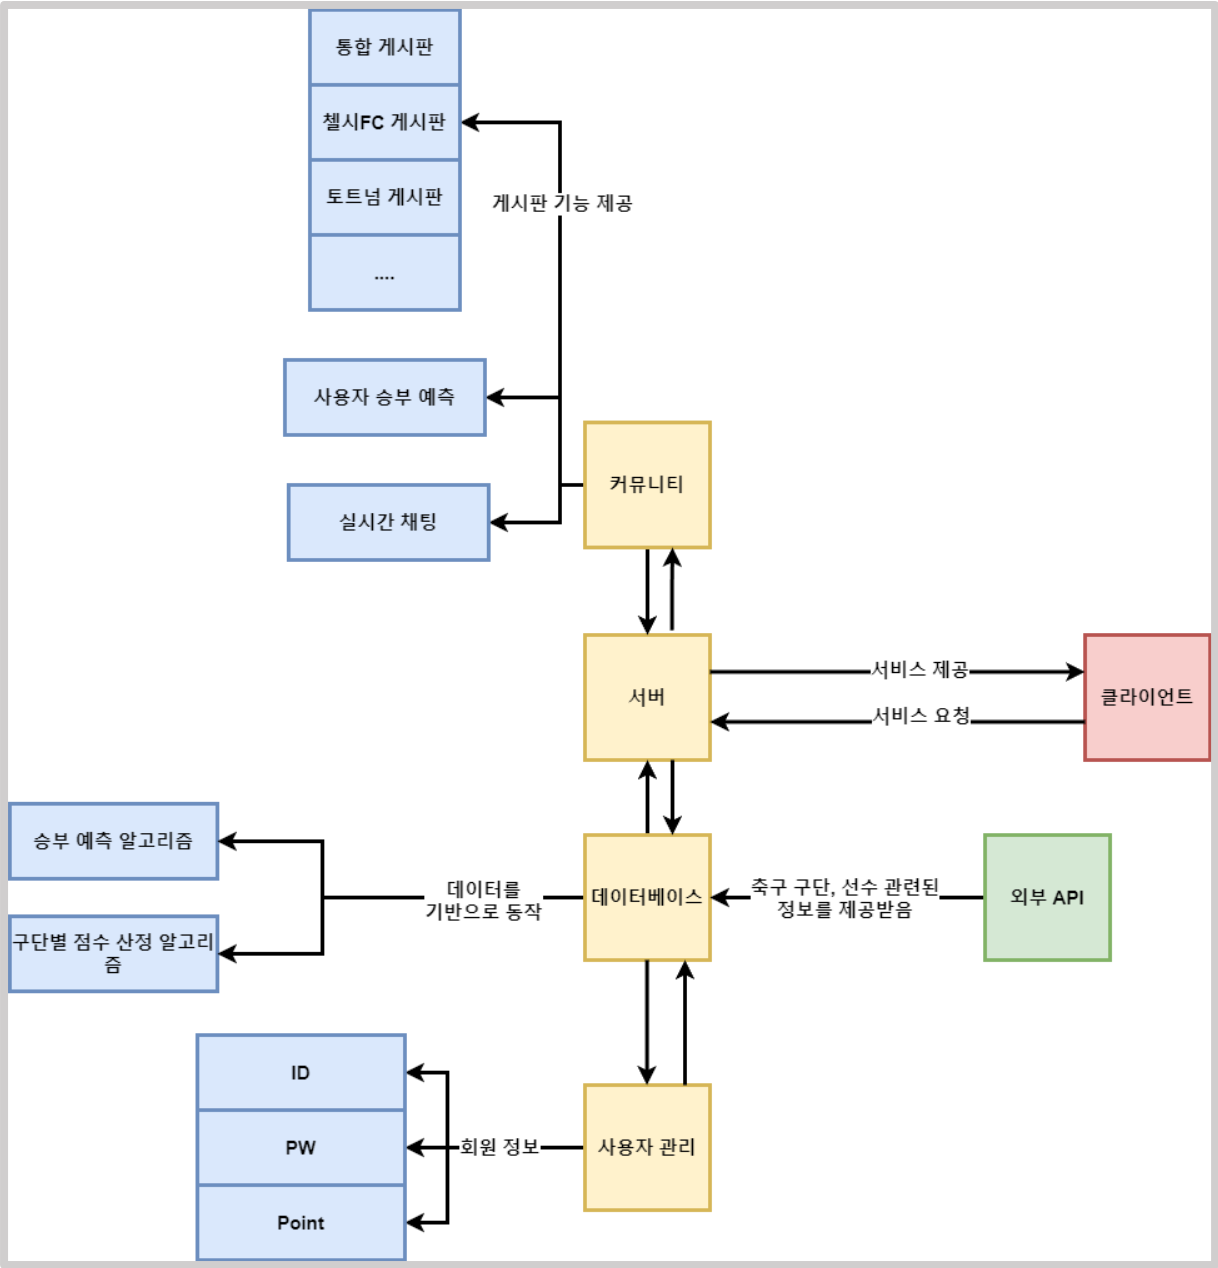 통합 게시판
첼시FC 게시판
토트넘 게시판
....
게시판 기능 제공
사용자 승부 예측
실시간 채팅
커뮤니티
서버
서비스 제공
서비스 요청
클라이언트
승부 예측 알고리즘
구단별 점수 산정 알고리
즘
데이터를
기반으로 동작
데이터베이스
축구 구단, 선수 관련된
정보를 제공받음
외부 API
ID
PW
Point
회원 정보
사용자 관리